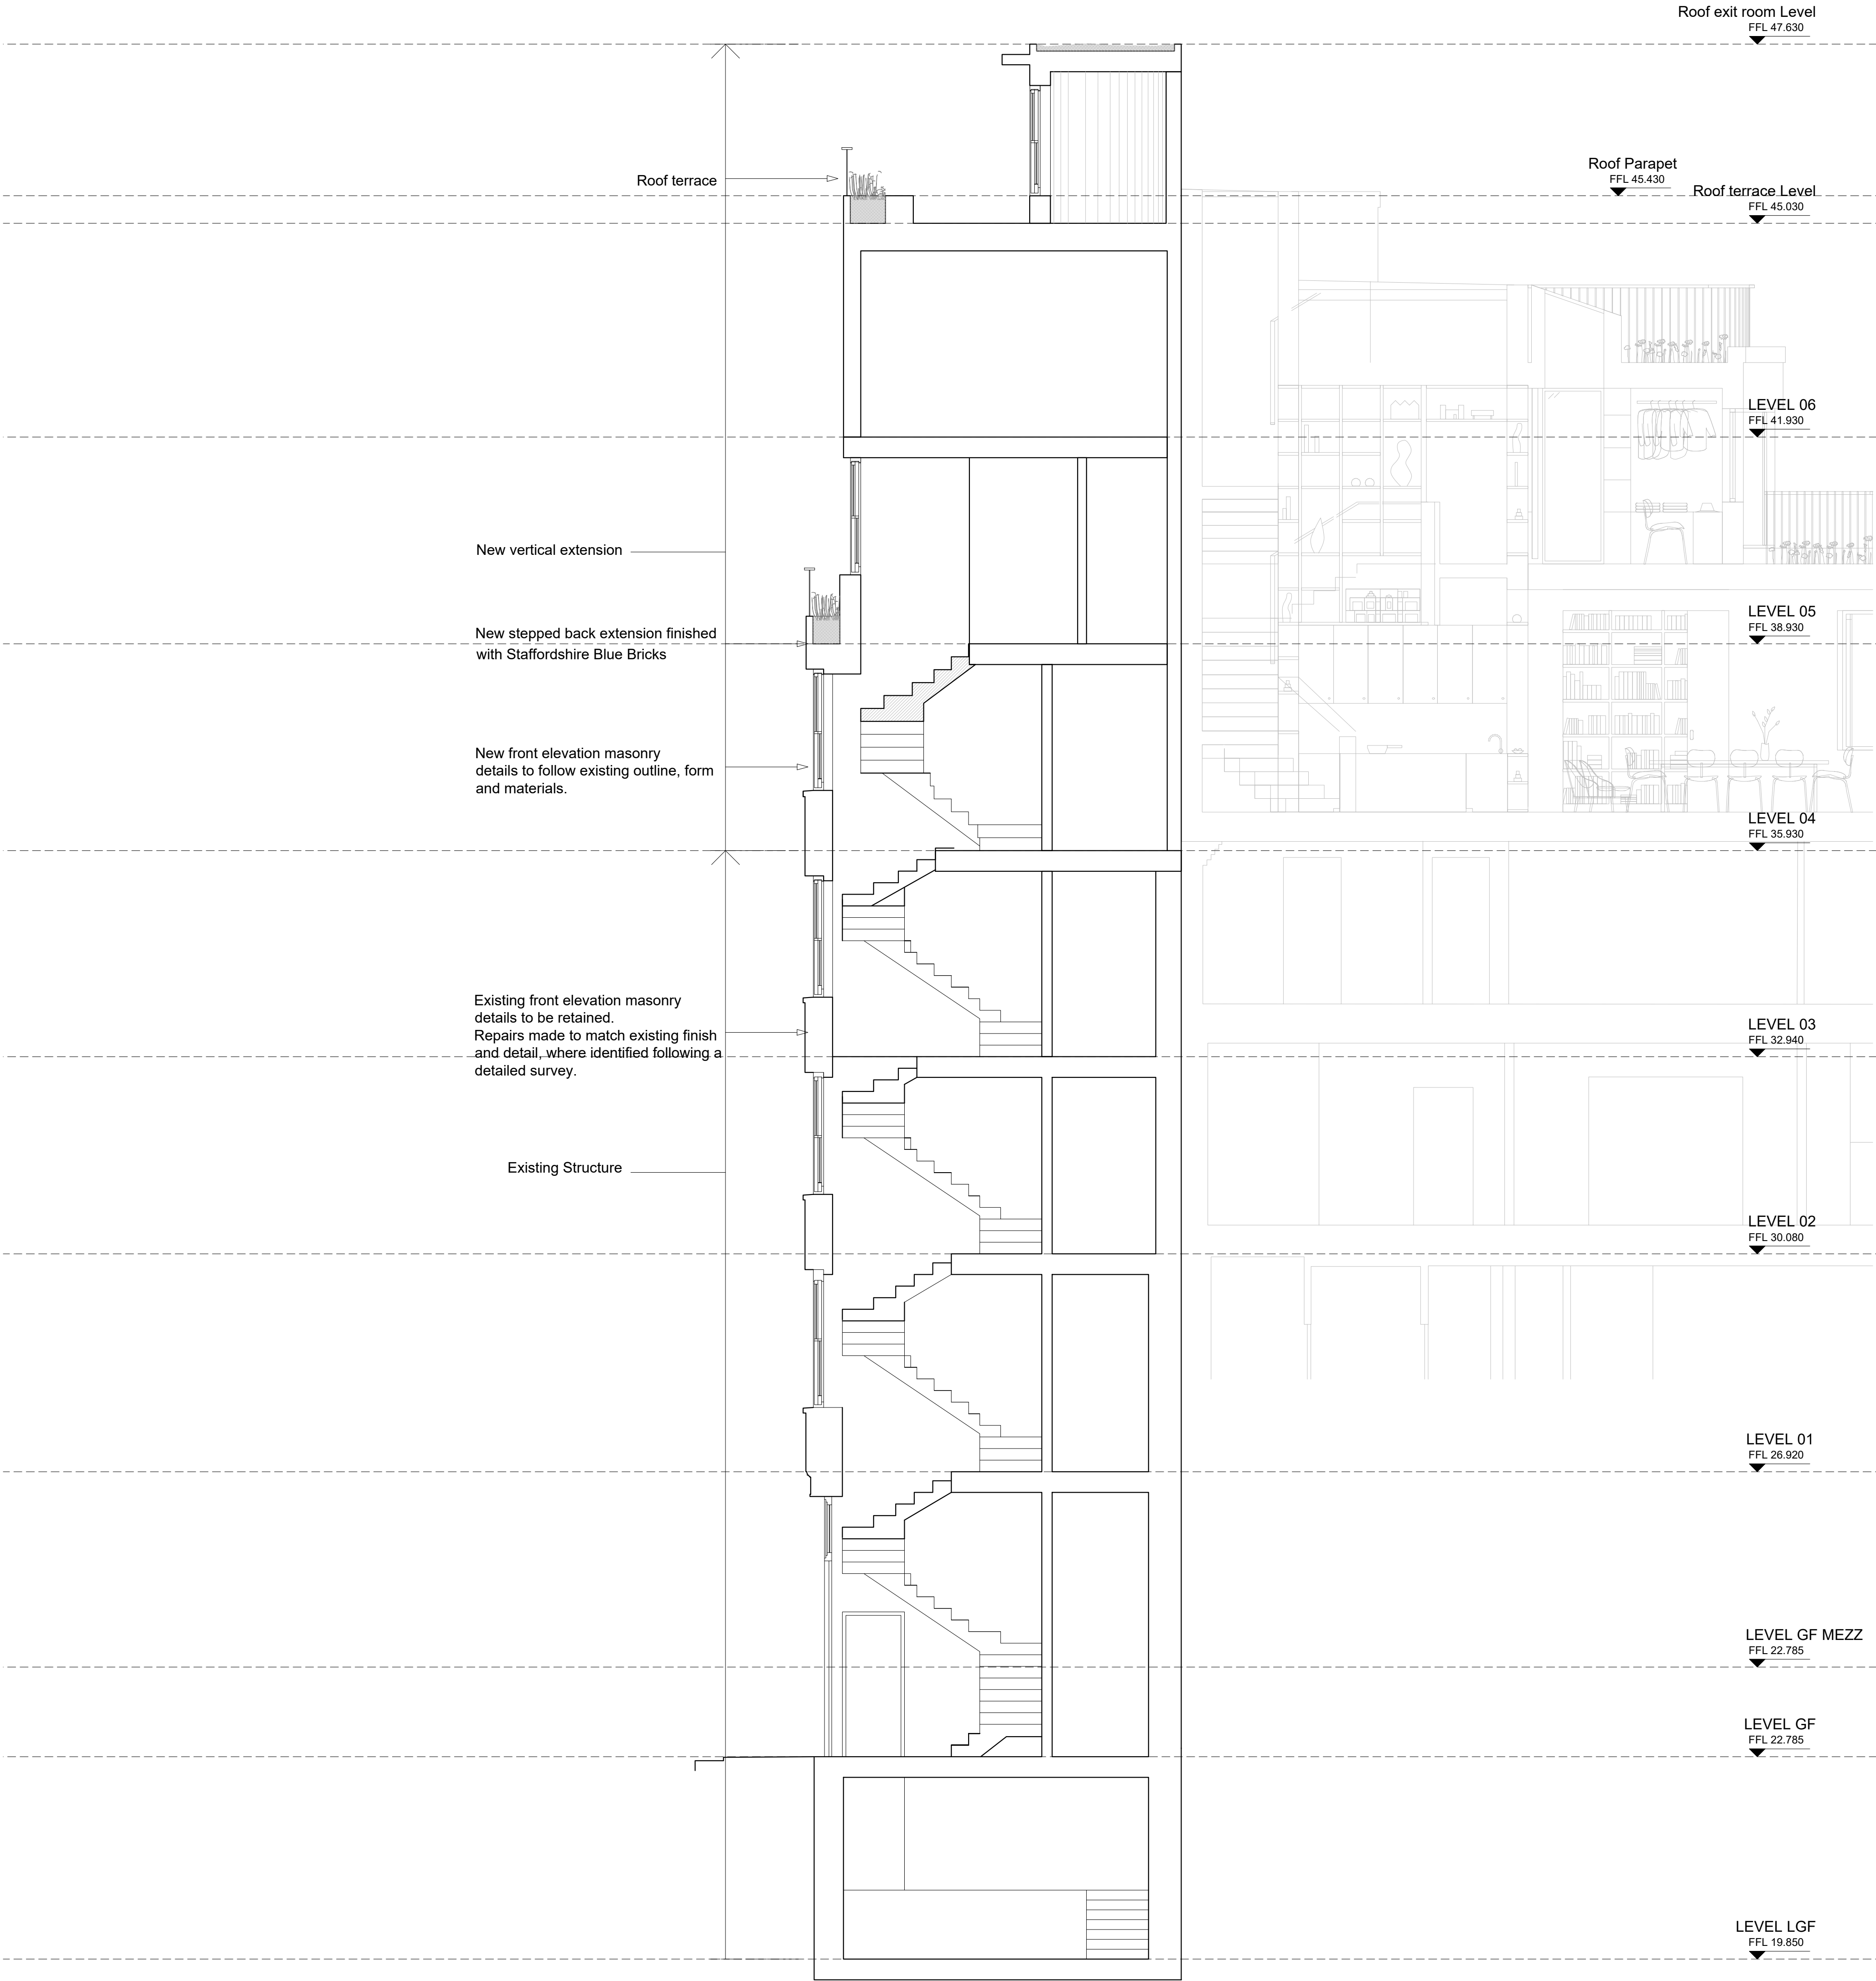 Roof exit room Level
FFL 47.630
Roof Parapet
FFL 45.430
Roof terrace
Roof terrace Level
FFL 45.030
LEVEL 06
FFL 41.930
New vertical extension
LEVEL 05
FFL 38.930
New stepped back extension finished
with Staffordshire Blue Bricks
New front elevation masonry
details to follow existing outline, form
and materials.
LEVEL 04
FFL 35.930
Existing front elevation masonry
details to be retained.
Repairs made to match existing finish
and detail, where identified following a
detailed survey.
LEVEL 03
FFL 32.940
Existing Structure
LEVEL 02
FFL 30.080
LEVEL 01
FFL 26.920
LEVEL GF MEZZ
FFL 22.785
LEVEL GF
FFL 22.785
LEVEL LGF
FFL 19.850